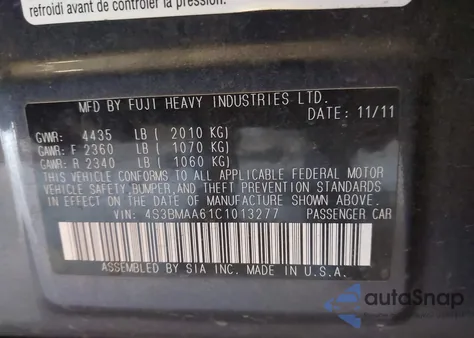 refroidi avant de contrôler la pression.
MFD BY FUJI HEAVY INDUSTRIES LTD.
DATE: 11/11
GVWR: 4435 LB ( 2010 KG)
GAWR: F 2360 LB ( 1070 KG)
GAWR: R 2340 LB ( 1060 KG)
THIS VEHICLE CONFORMS TO ALL APPLICABLE FEDERAL MOTOR
VEHICLE SAFETY,BUMPER,AND THEFT PREVENTION STANDARDS
IN EFFECT ON THE DATE OF MANUFACTURE SHOWN ABOVE.
VIN: 4S3BMAA61C1013277 PASSENGER CAR
ASSEMBLED BY SIA INC. MADE IN U.S.A.
autoSnap